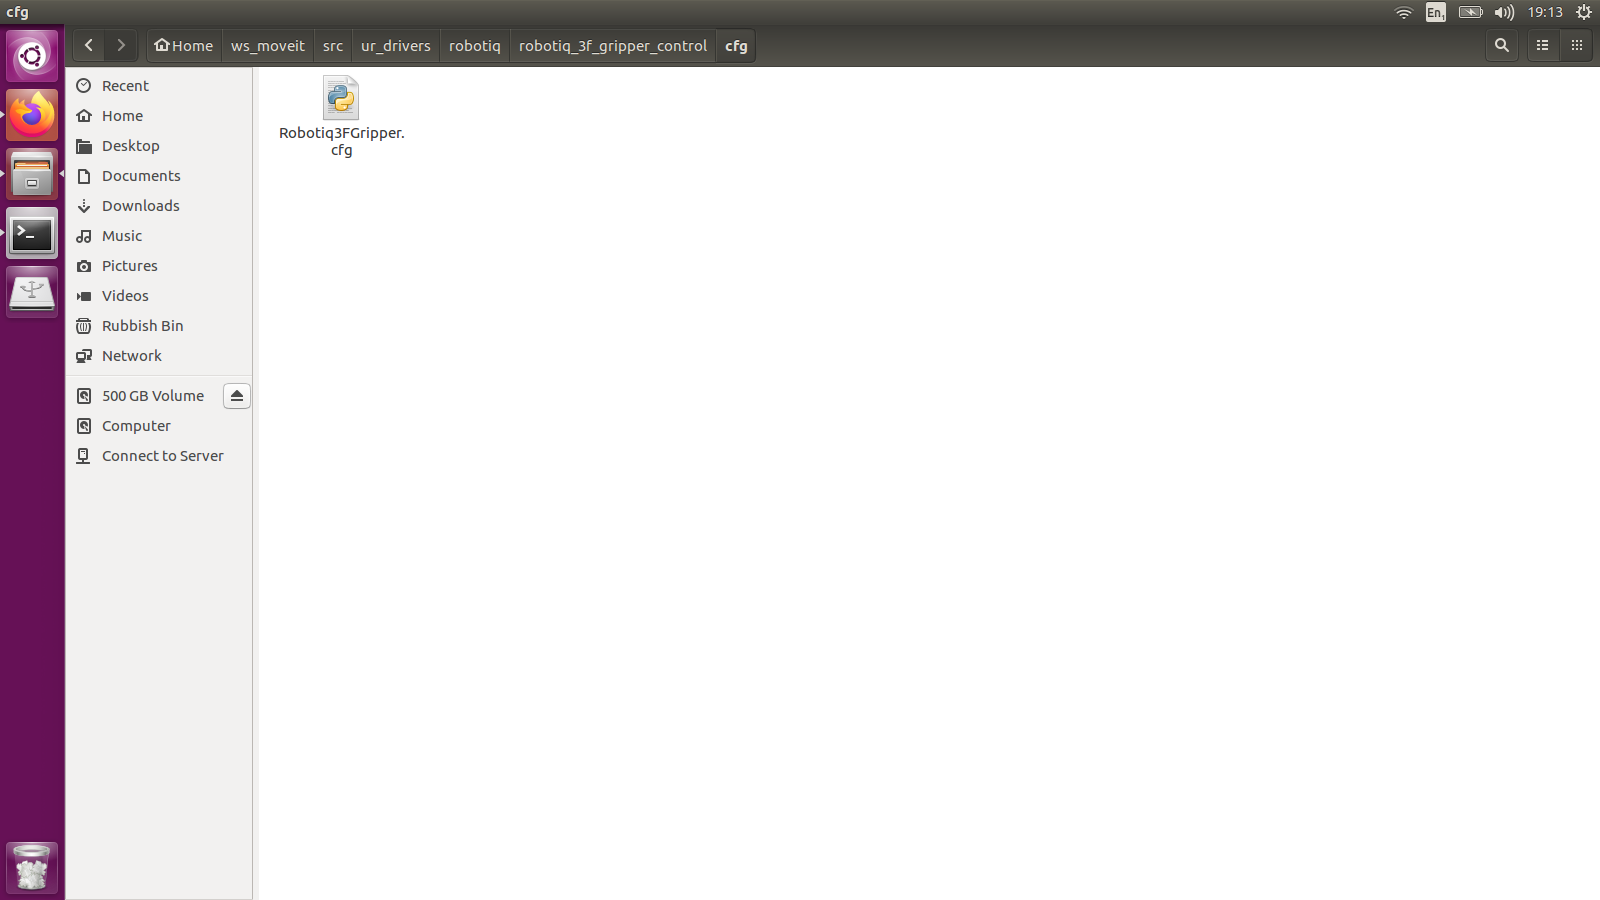 cfg
En1
19:13
Home
ws_moveit
src
ur_drivers
robotiq
robotiq_3f_gripper_control
cfg
Recent
Home
Desktop
Documents
Downloads
Music
Pictures
Videos
Rubbish Bin
Network
500 GB Volume
Computer
Connect to Server
Robotiq3FGripper.
cfg
>_